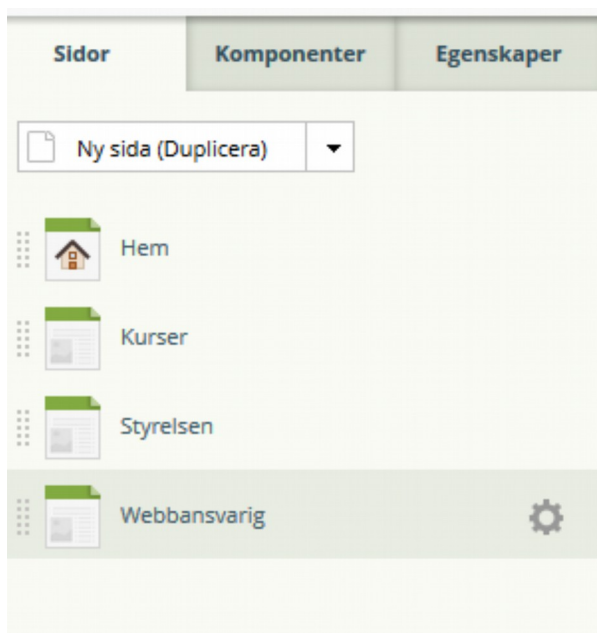 Sidor Komponenter Egenskaper
Ny sida (Duplicera)
Hem
Kurser
Styrelsen
Webbansvarig